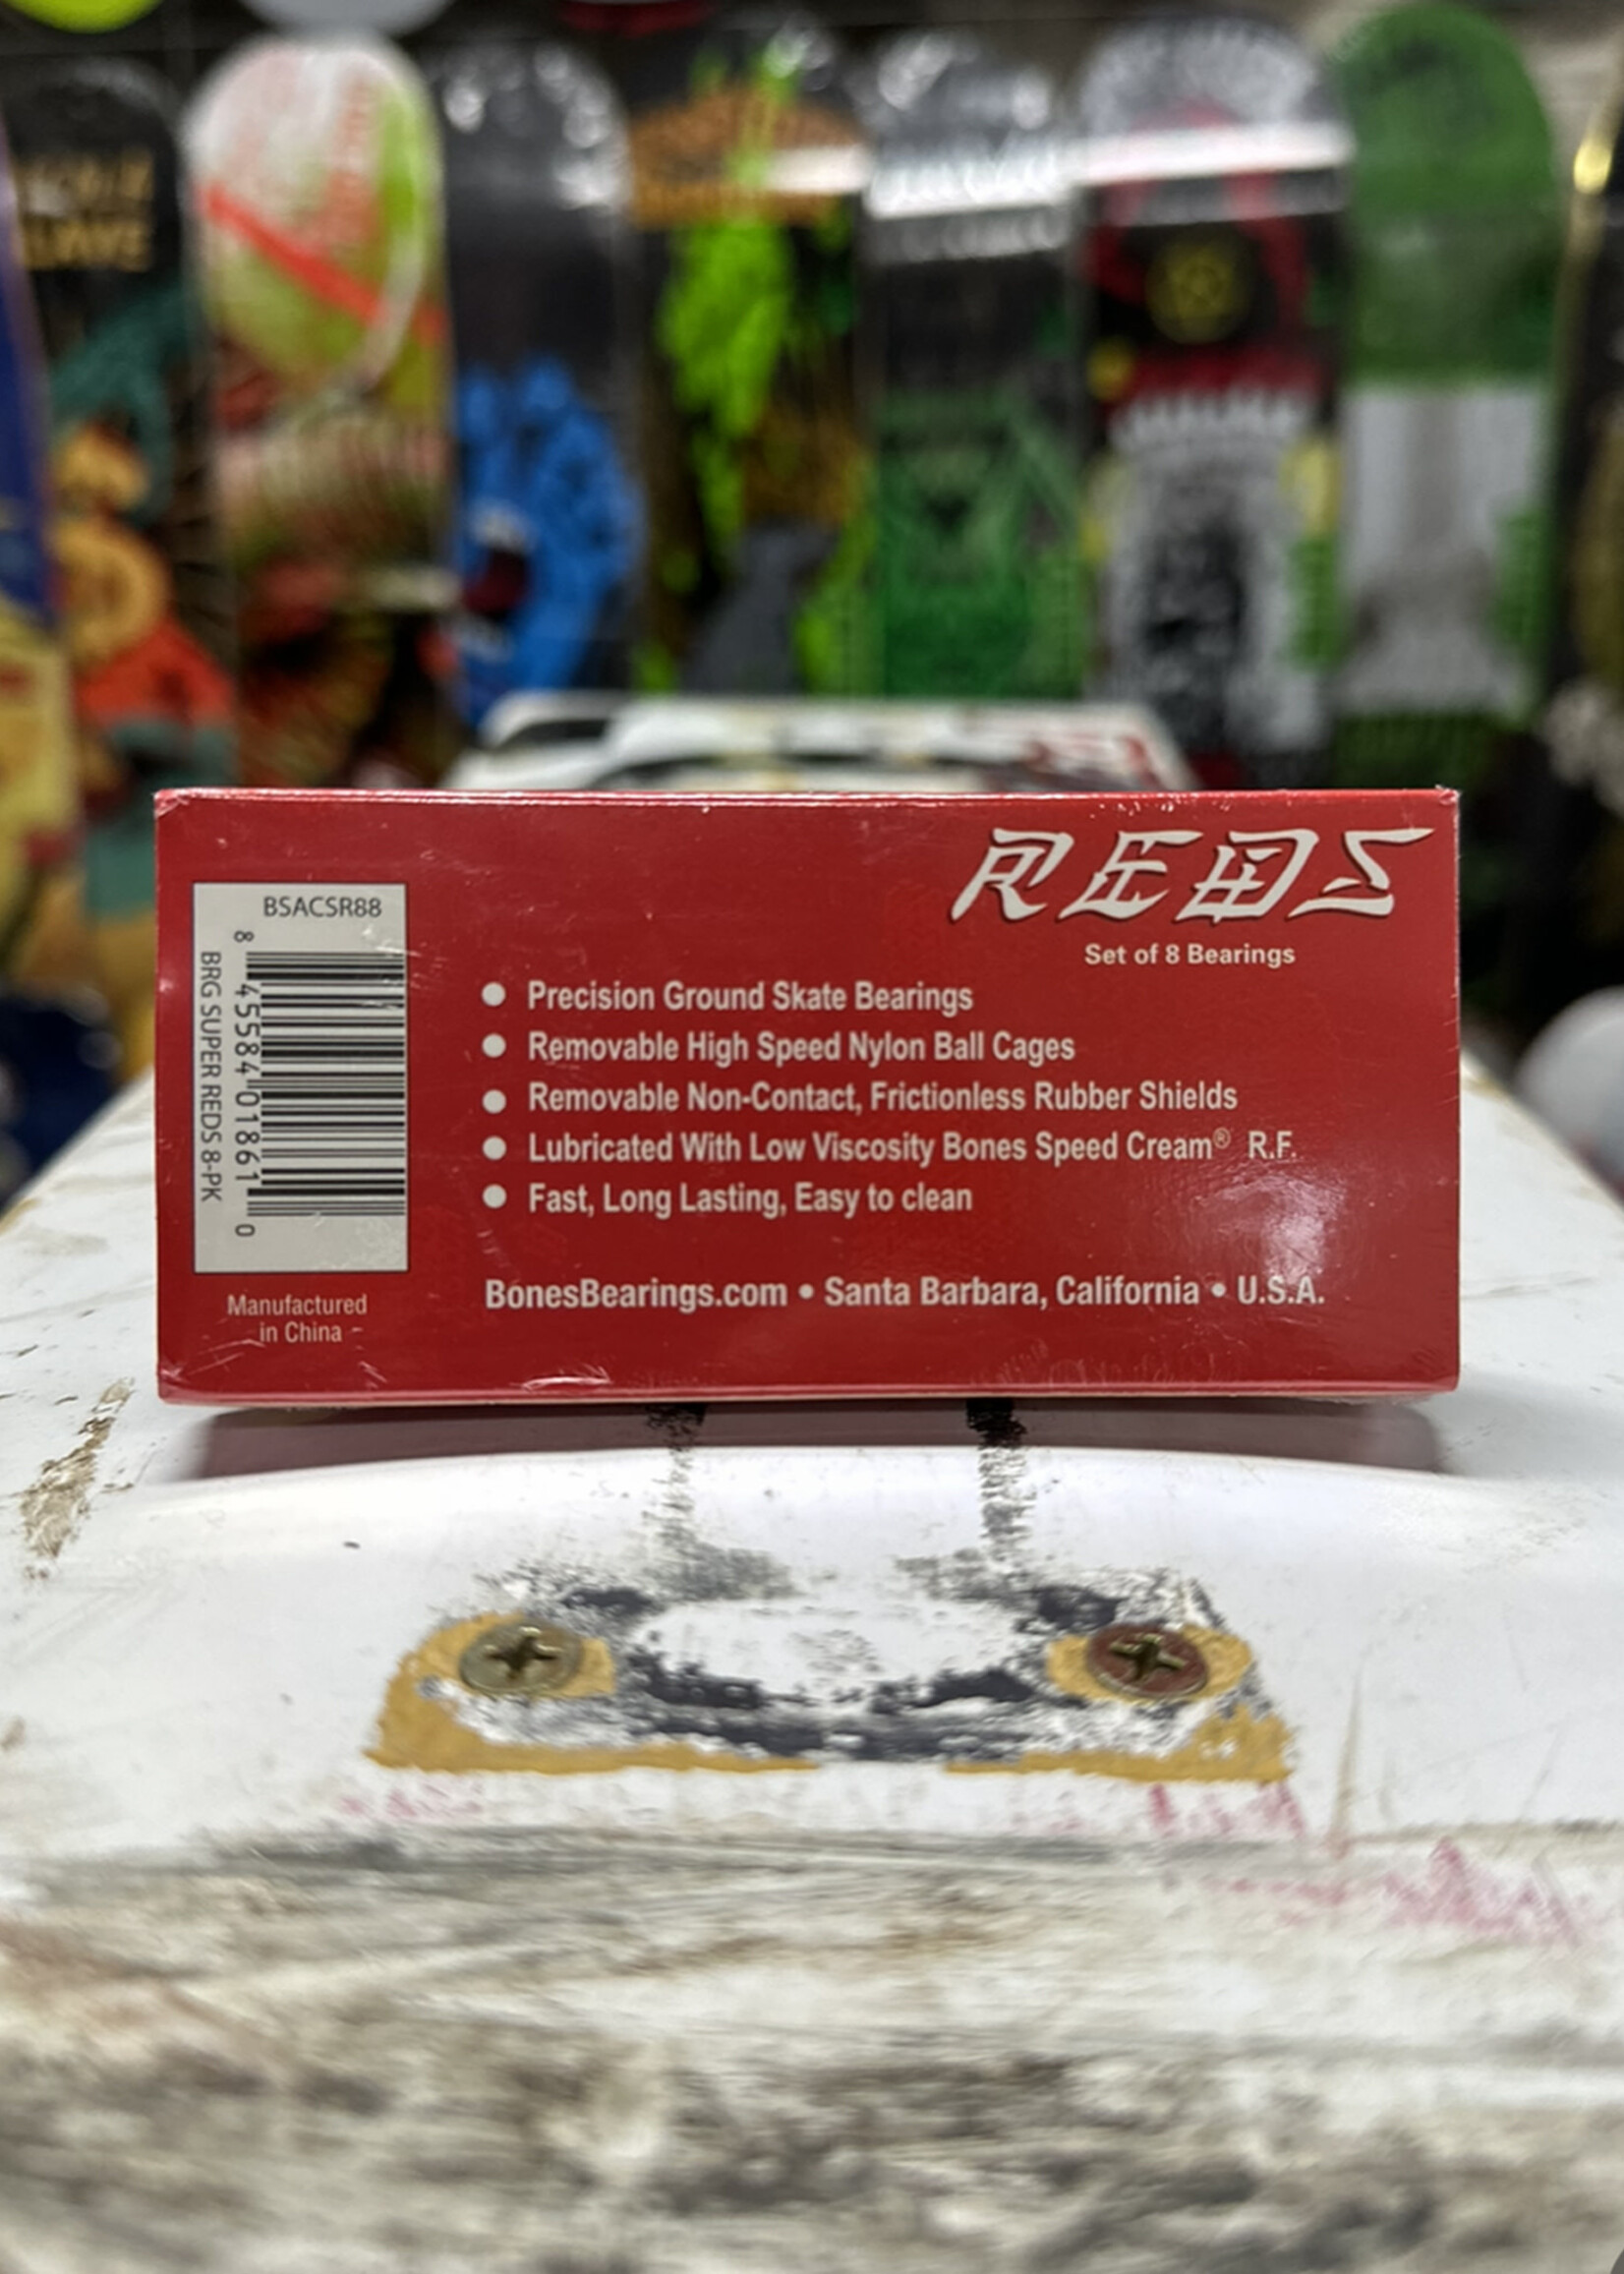 REDS
Set of 8 Bearings
BSACSR88
8 45584 01861 0
BRG SUPER REDS 8-PK
Manufactured
in China
Precision Ground Skate Bearings
Removable High Speed Nylon Ball Cages
Removable Non-Contact, Frictionless Rubber Shields
Lubricated With Low Viscosity Bones Speed Cream® R.F.
Fast, Long Lasting, Easy to clean
BonesBearings.com • Santa Barbara, California • U.S.A.